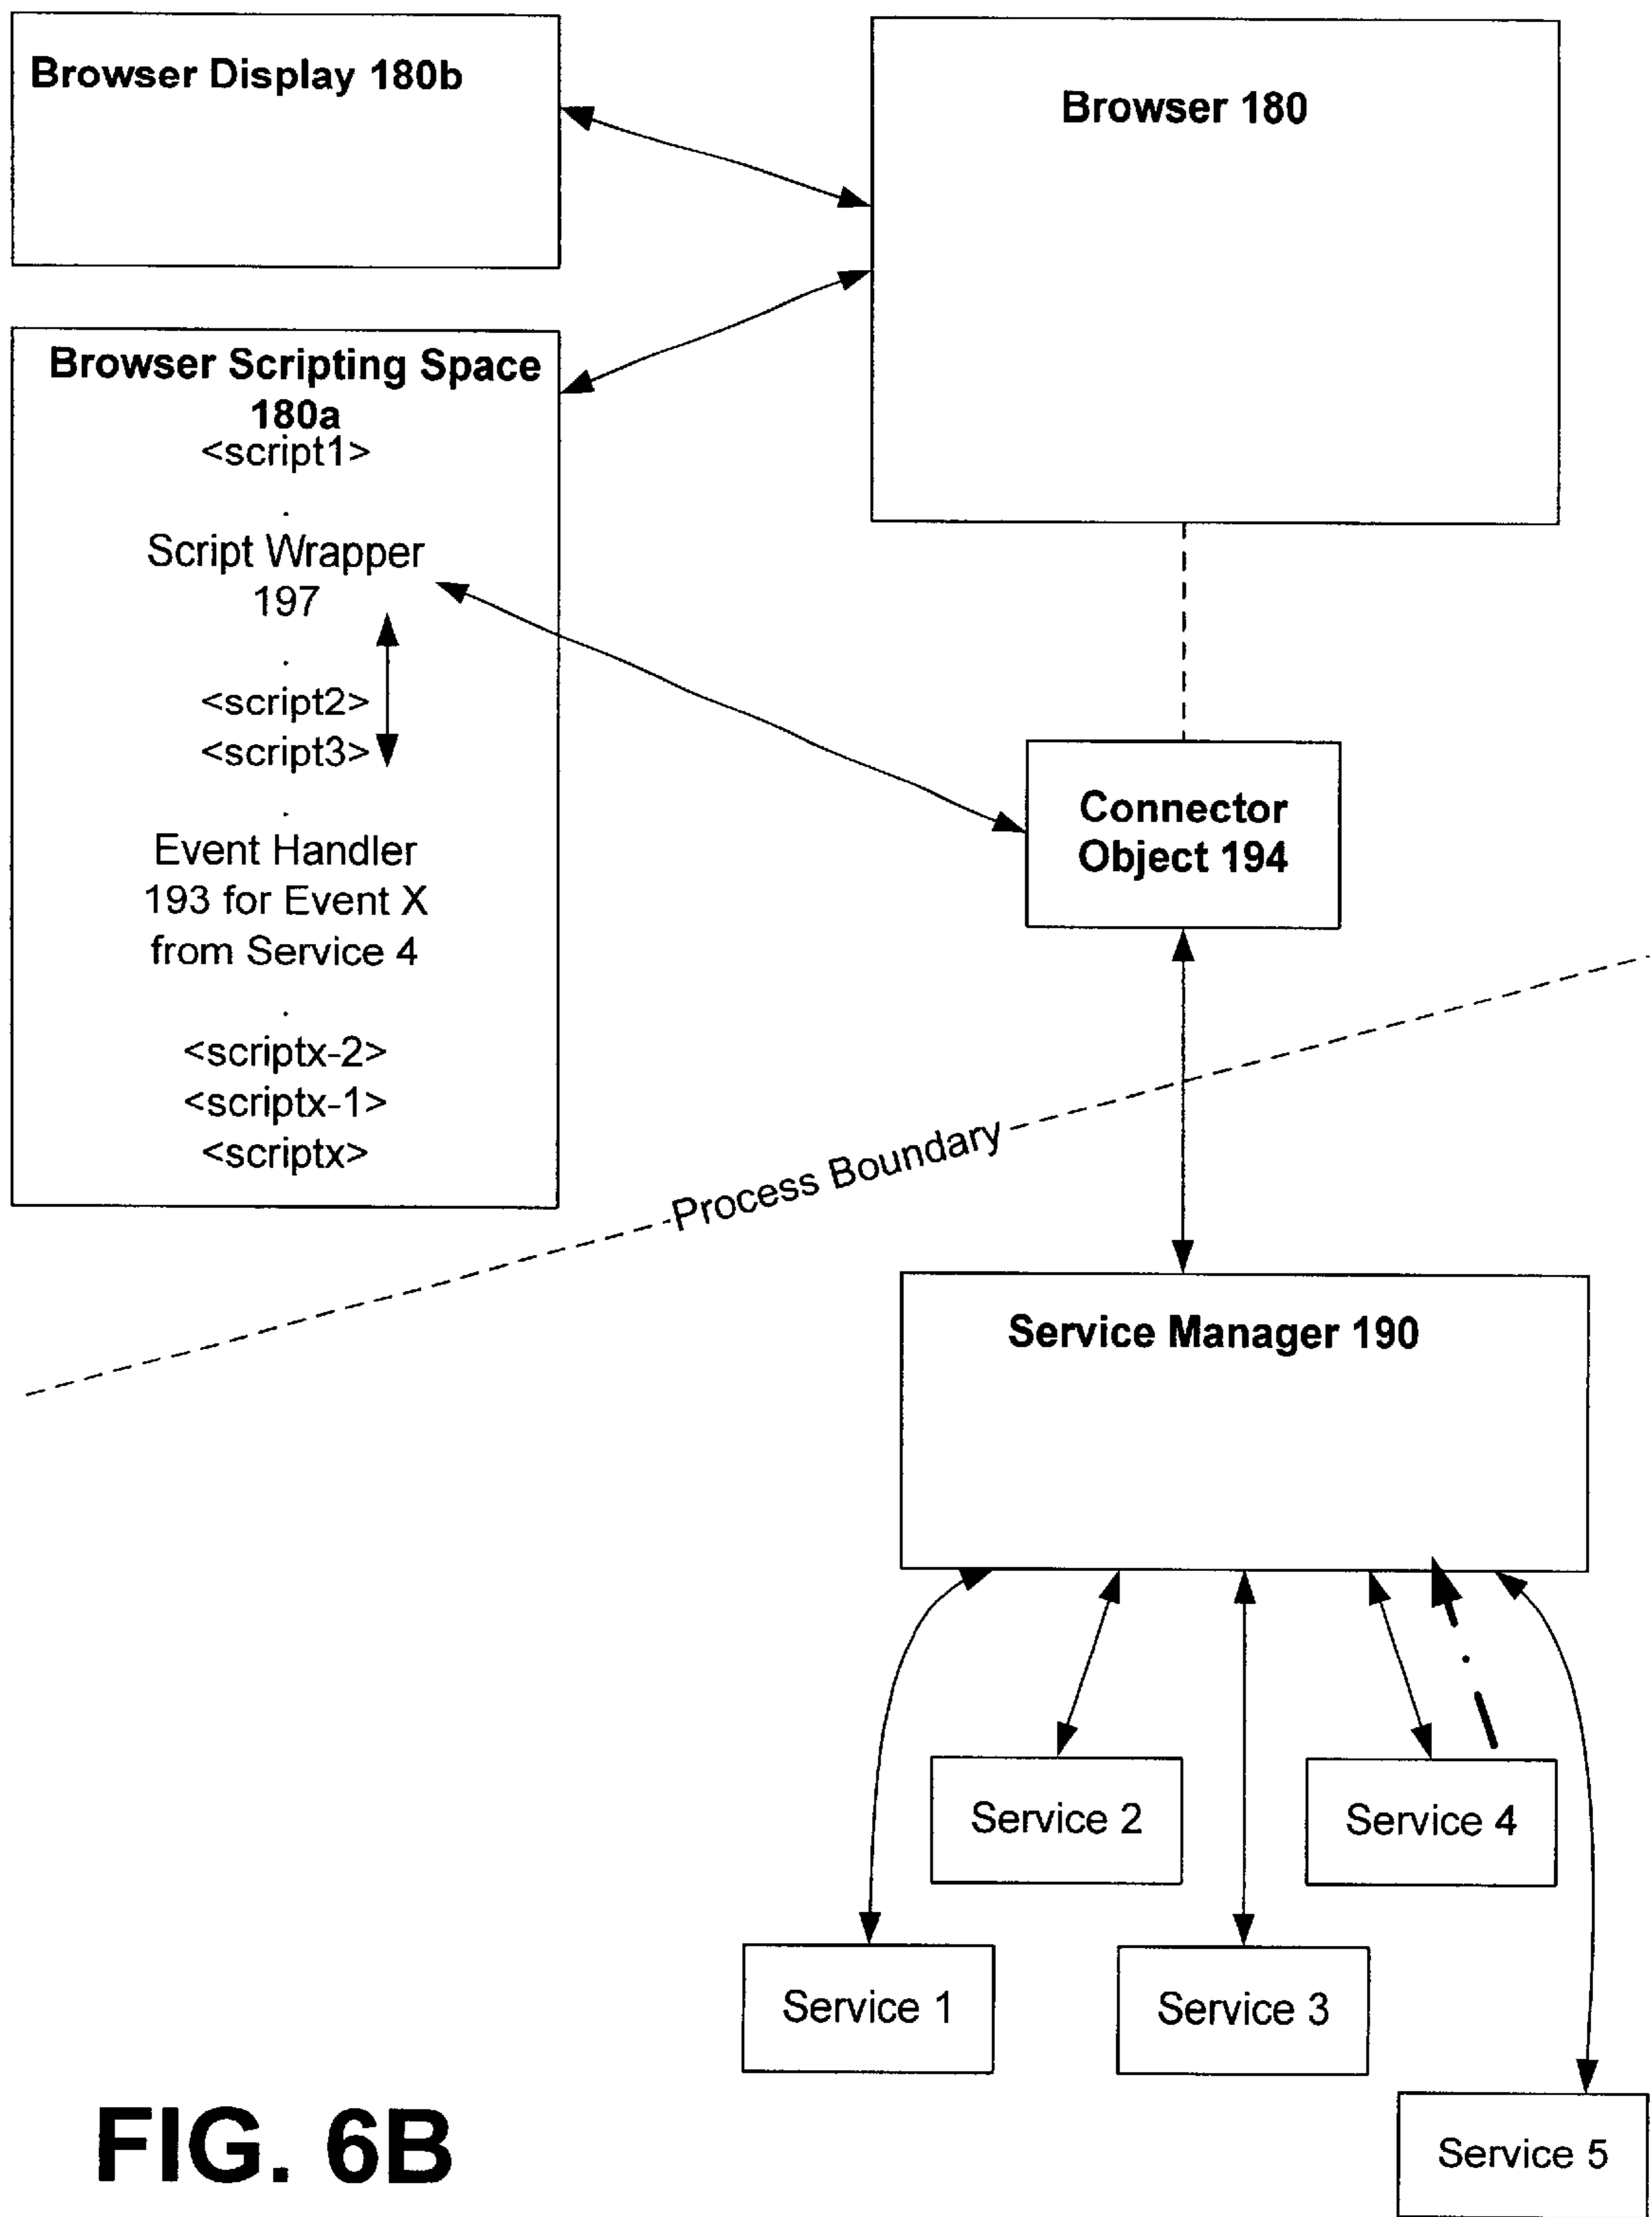 Browser Display 180b
Browser 180
Browser Scripting Space
180a
<script1>
.
Script Wrapper
197
.
<script2>
<script3>
.
Event Handler
193 for Event X
from Service 4
.
<scriptx-2>
<scriptx-1>
<scriptx>
Connector
Object 194
Process Boundary
Service Manager 190
Service 2
Service 4
Service 1
Service 3
Service 5
FIG. 6B